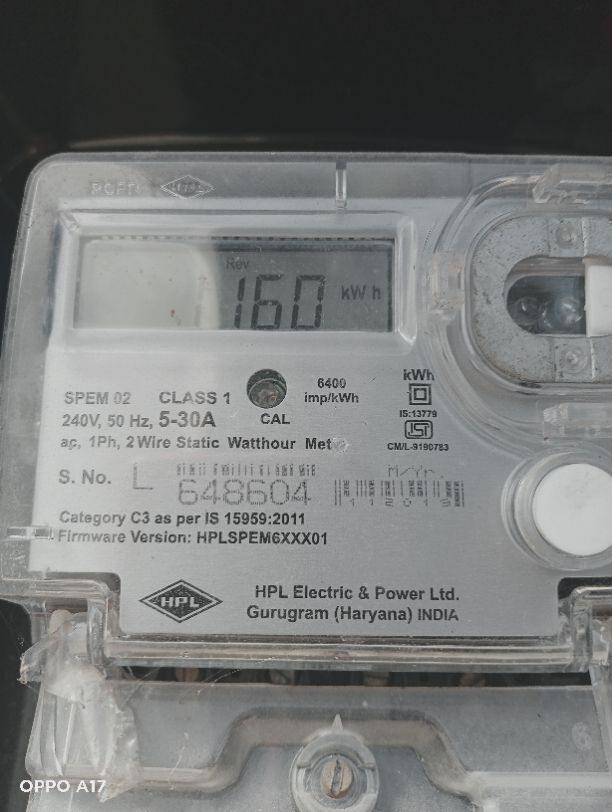 Rev
160 kWh
SPEM 02 CLASS 1
6400
imp/kWh
kWh
240V, 50 Hz, 5-30A
CAL
IS:13779
ac, 1Ph, 2 Wire Static Watthour
CM/L-9190783
S. No. L 648604
M/Yr.
112019
Category C3 as per IS 15959:2011
Firmware Version: HPLSPEM6XXX01
HPL
HPL Electric & Power Ltd.
Gurugram (Haryana) INDIA
OPPO A17